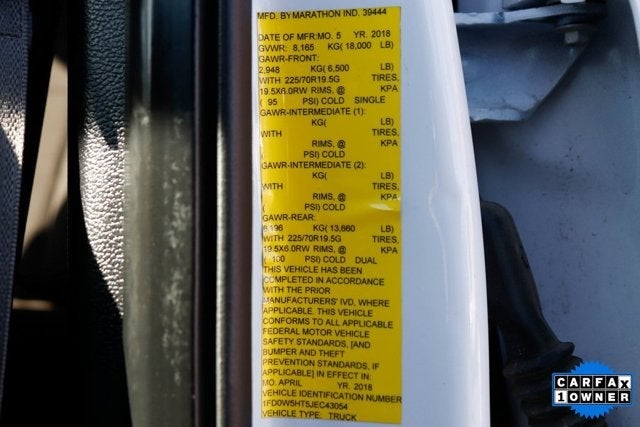 MFD. BY MARATHON IND. 39444
DATE OF MFR: MO. 5 YR. 2018
GVWR: 8,165 KG( 18,000 LB)
GAWR-FRONT:
2,948 KG( 6,500 LB)
WITH 225/70R19.5G TIRES,
19.5X6.0RW RIMS, @ KPA
( 95 PSI) COLD SINGLE
GAWR-INTERMEDIATE (1):
KG( LB)
WITH TIRES,
RIMS, @ KPA
( PSI) COLD
GAWR-INTERMEDIATE (2):
KG( LB)
WITH TIRES,
RIMS, @ KPA
PSI) COLD
GAWR-REAR:
6,196 KG( 13,660 LB)
WITH 225/70R19.5G TIRES,
19.5X6.0RW RIMS, @ KPA
( 100 PSI) COLD DUAL
THIS VEHICLE HAS BEEN
COMPLETED IN ACCORDANCE
WITH THE PRIOR
MANUFACTURERS' IVD, WHERE
APPLICABLE. THIS VEHICLE
CONFORMS TO ALL APPLICABLE
FEDERAL MOTOR VEHICLE
SAFETY STANDARDS, [AND
BUMPER AND THEFT
PREVENTION STANDARDS, IF
APPLICABLE] IN EFFECT IN:
MO. APRIL YR. 2018
VEHICLE IDENTIFICATION NUMBER
1FD0W5HT5JEC43054
VEHICLE TYPE: TRUCK
CARFAX
1 OWNER